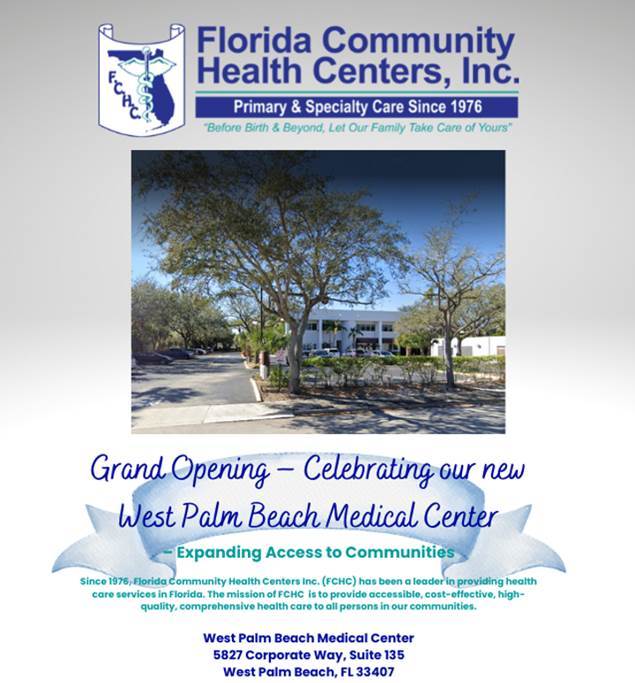 F.C.H.C.
Florida Community
Health Centers, Inc.
Primary & Specialty Care Since 1976
"Before Birth & Beyond, Let Our Family Take Care of Yours"
Grand Opening – Celebrating our new
West Palm Beach Medical Center
– Expanding Access to Communities
Since 1976, Florida Community Health Centers Inc. (FCHC) has been a leader in providing health
care services in Florida. The mission of FCHC is to provide accessible, cost-effective, high-
quality, comprehensive health care to all persons in our communities.
West Palm Beach Medical Center
5827 Corporate Way, Suite 135
West Palm Beach, FL 33407